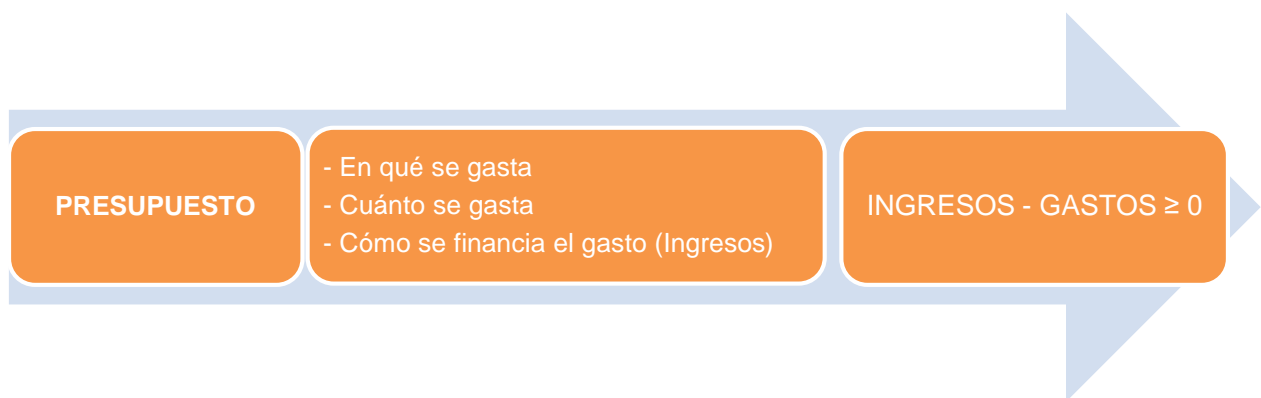 PRESUPUESTO
- En qué se gasta
- Cuánto se gasta
- Cómo se financia el gasto (Ingresos)
INGRESOS - GASTOS ≥ 0